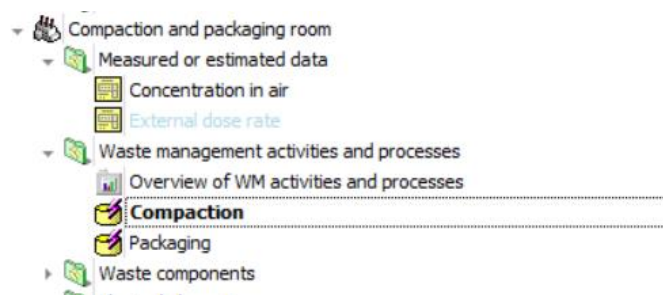 Compaction and packaging room
Measured or estimated data
Concentration in air
External dose rate
Waste management activities and processes
Overview of WM activities and processes
Compaction
Packaging
Waste components